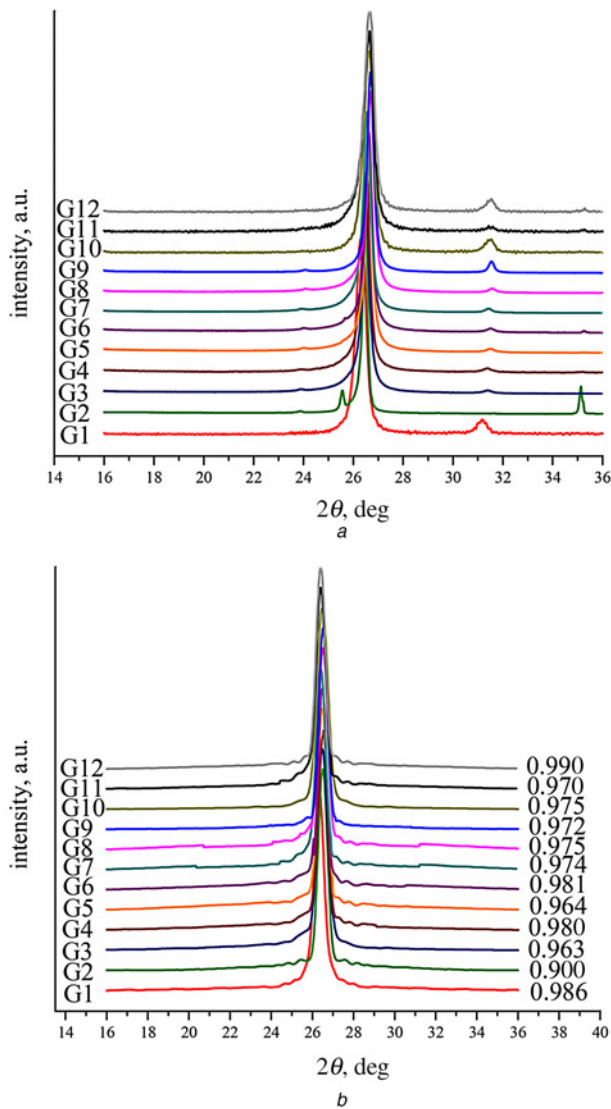 intensity, a.u.
G12
G11
G10
G9
G8
G7
G6
G5
G4
G3
G2
G1
14 16 18 20 22 24 26 28 30 32 34 36
2θ, deg
a
intensity, a.u.
G12 0.990
G11 0.970
G10 0.975
G9 0.972
G8 0.975
G7 0.974
G6 0.981
G5 0.964
G4 0.980
G3 0.963
G2 0.900
G1 0.986
14 16 18 20 22 24 26 28 30 32 34 36 38 40
2θ, deg
b